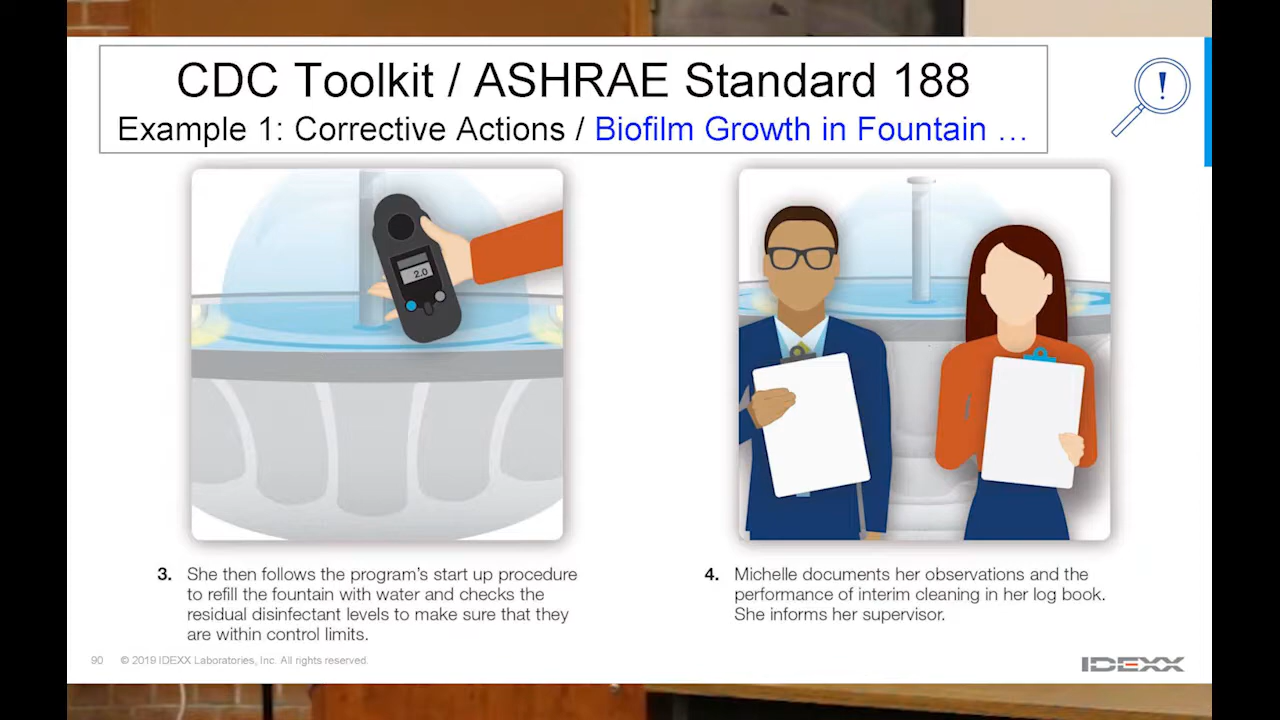 CDC Toolkit / ASHRAE Standard 188
Example 1: Corrective Actions / Biofilm Growth in Fountain …
!
2.0
3. She then follows the program's start up procedure
to refill the fountain with water and checks the
residual disinfectant levels to make sure that they
are within control limits.
4. Michelle documents her observations and the
performance of interim cleaning in her log book.
She informs her supervisor.
90 © 2019 IDEXX Laboratories, Inc. All rights reserved.
IDEXX